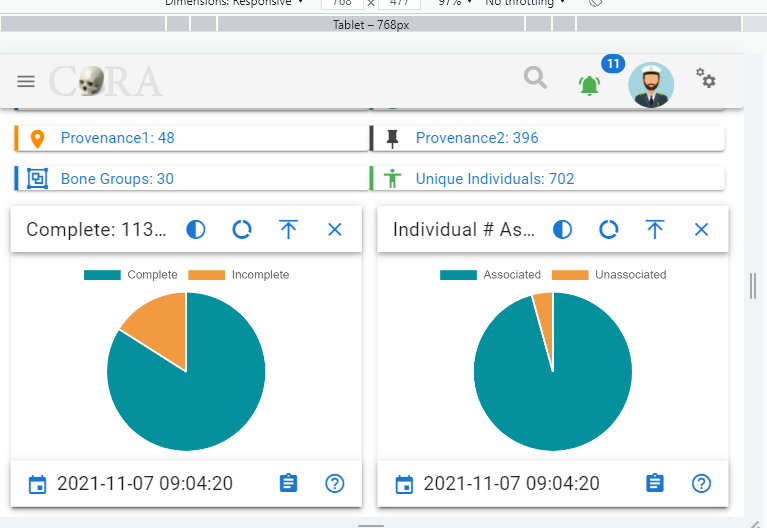 Dimensions: Responsive 768 × 477 97% No throttling
Tablet – 768px
CORA
11
Provenance1: 48
Provenance2: 396
Bone Groups: 30
Unique Individuals: 702
Complete: 113...
Individual # As...
Complete Incomplete
Associated Unassociated
2021-11-07 09:04:20
2021-11-07 09:04:20